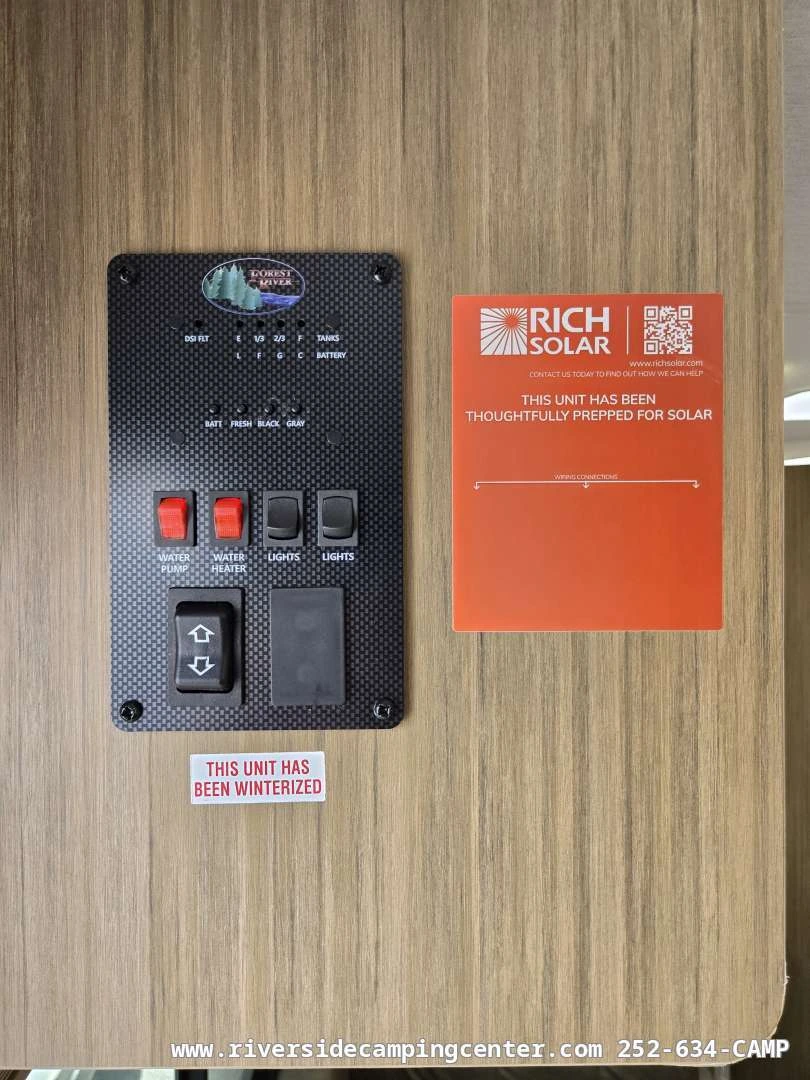 FOREST
RIVER
DSI FLT E 1/3 2/3 F TANKS
L F G C BATTERY
BATT FRESH BLACK GRAY
WATER PUMP
WATER HEATER
LIGHTS
LIGHTS
THIS UNIT HAS
BEEN WINTERIZED
RICH
SOLAR
www.richsolar.com
CONTACT US TODAY TO FIND OUT HOW WE CAN HELP
THIS UNIT HAS BEEN
THOUGHTFULLY PREPPED FOR SOLAR
WIRING CONNECTIONS
www.riversidecampingcenter.com 252-634-CAMP